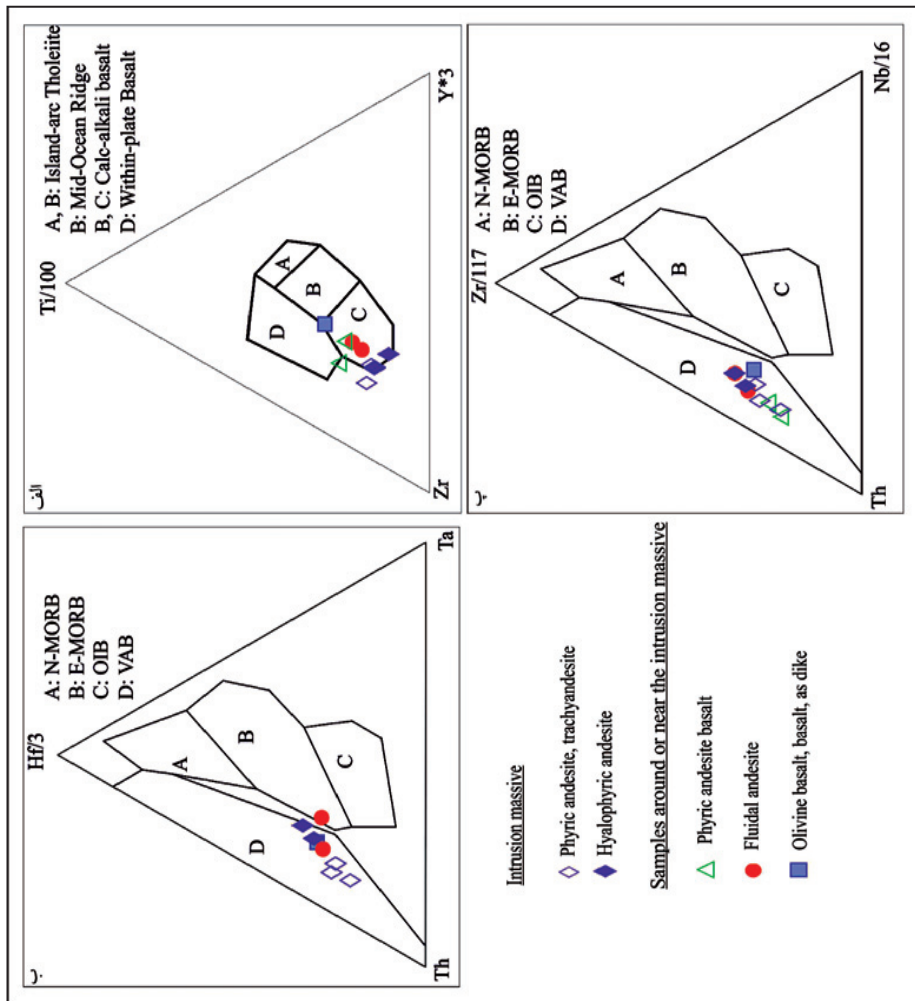 الف
Ti/100
A, B: Island-arc Tholeiite
B: Mid-Ocean Ridge
B, C: Calc-alkali basalt
D: Within-plate Basalt
A
B
C
D
Zr
Y*3
ب
Hf/3
A: N-MORB
B: E-MORB
C: OIB
D: VAB
A
B
C
D
Th
Ta
Zr/117
A: N-MORB
B: E-MORB
C: OIB
D: VAB
A
B
C
D
Th
Nb/16
Intrusion massive
Phyric andesite, trachyandesite
Hyalophyric andesite
Samples around or near the intrusion massive
Phyric andesite basalt
Fluidal andesite
Olivine basalt, basalt, as dike